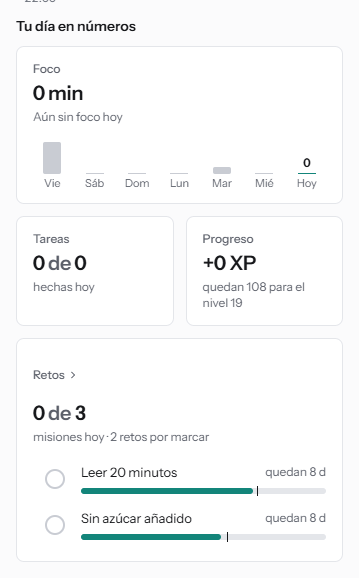 Tu día en números
Foco
0 min
Aún sin foco hoy
0
Vie Sáb Dom Lun Mar Mié Hoy
Tareas
0 de 0
hechas hoy
Progreso
+0 XP
quedan 108 para el
nivel 19
Retos >
0 de 3
misiones hoy · 2 retos por marcar
Leer 20 minutos quedan 8 d
Sin azúcar añadido quedan 8 d